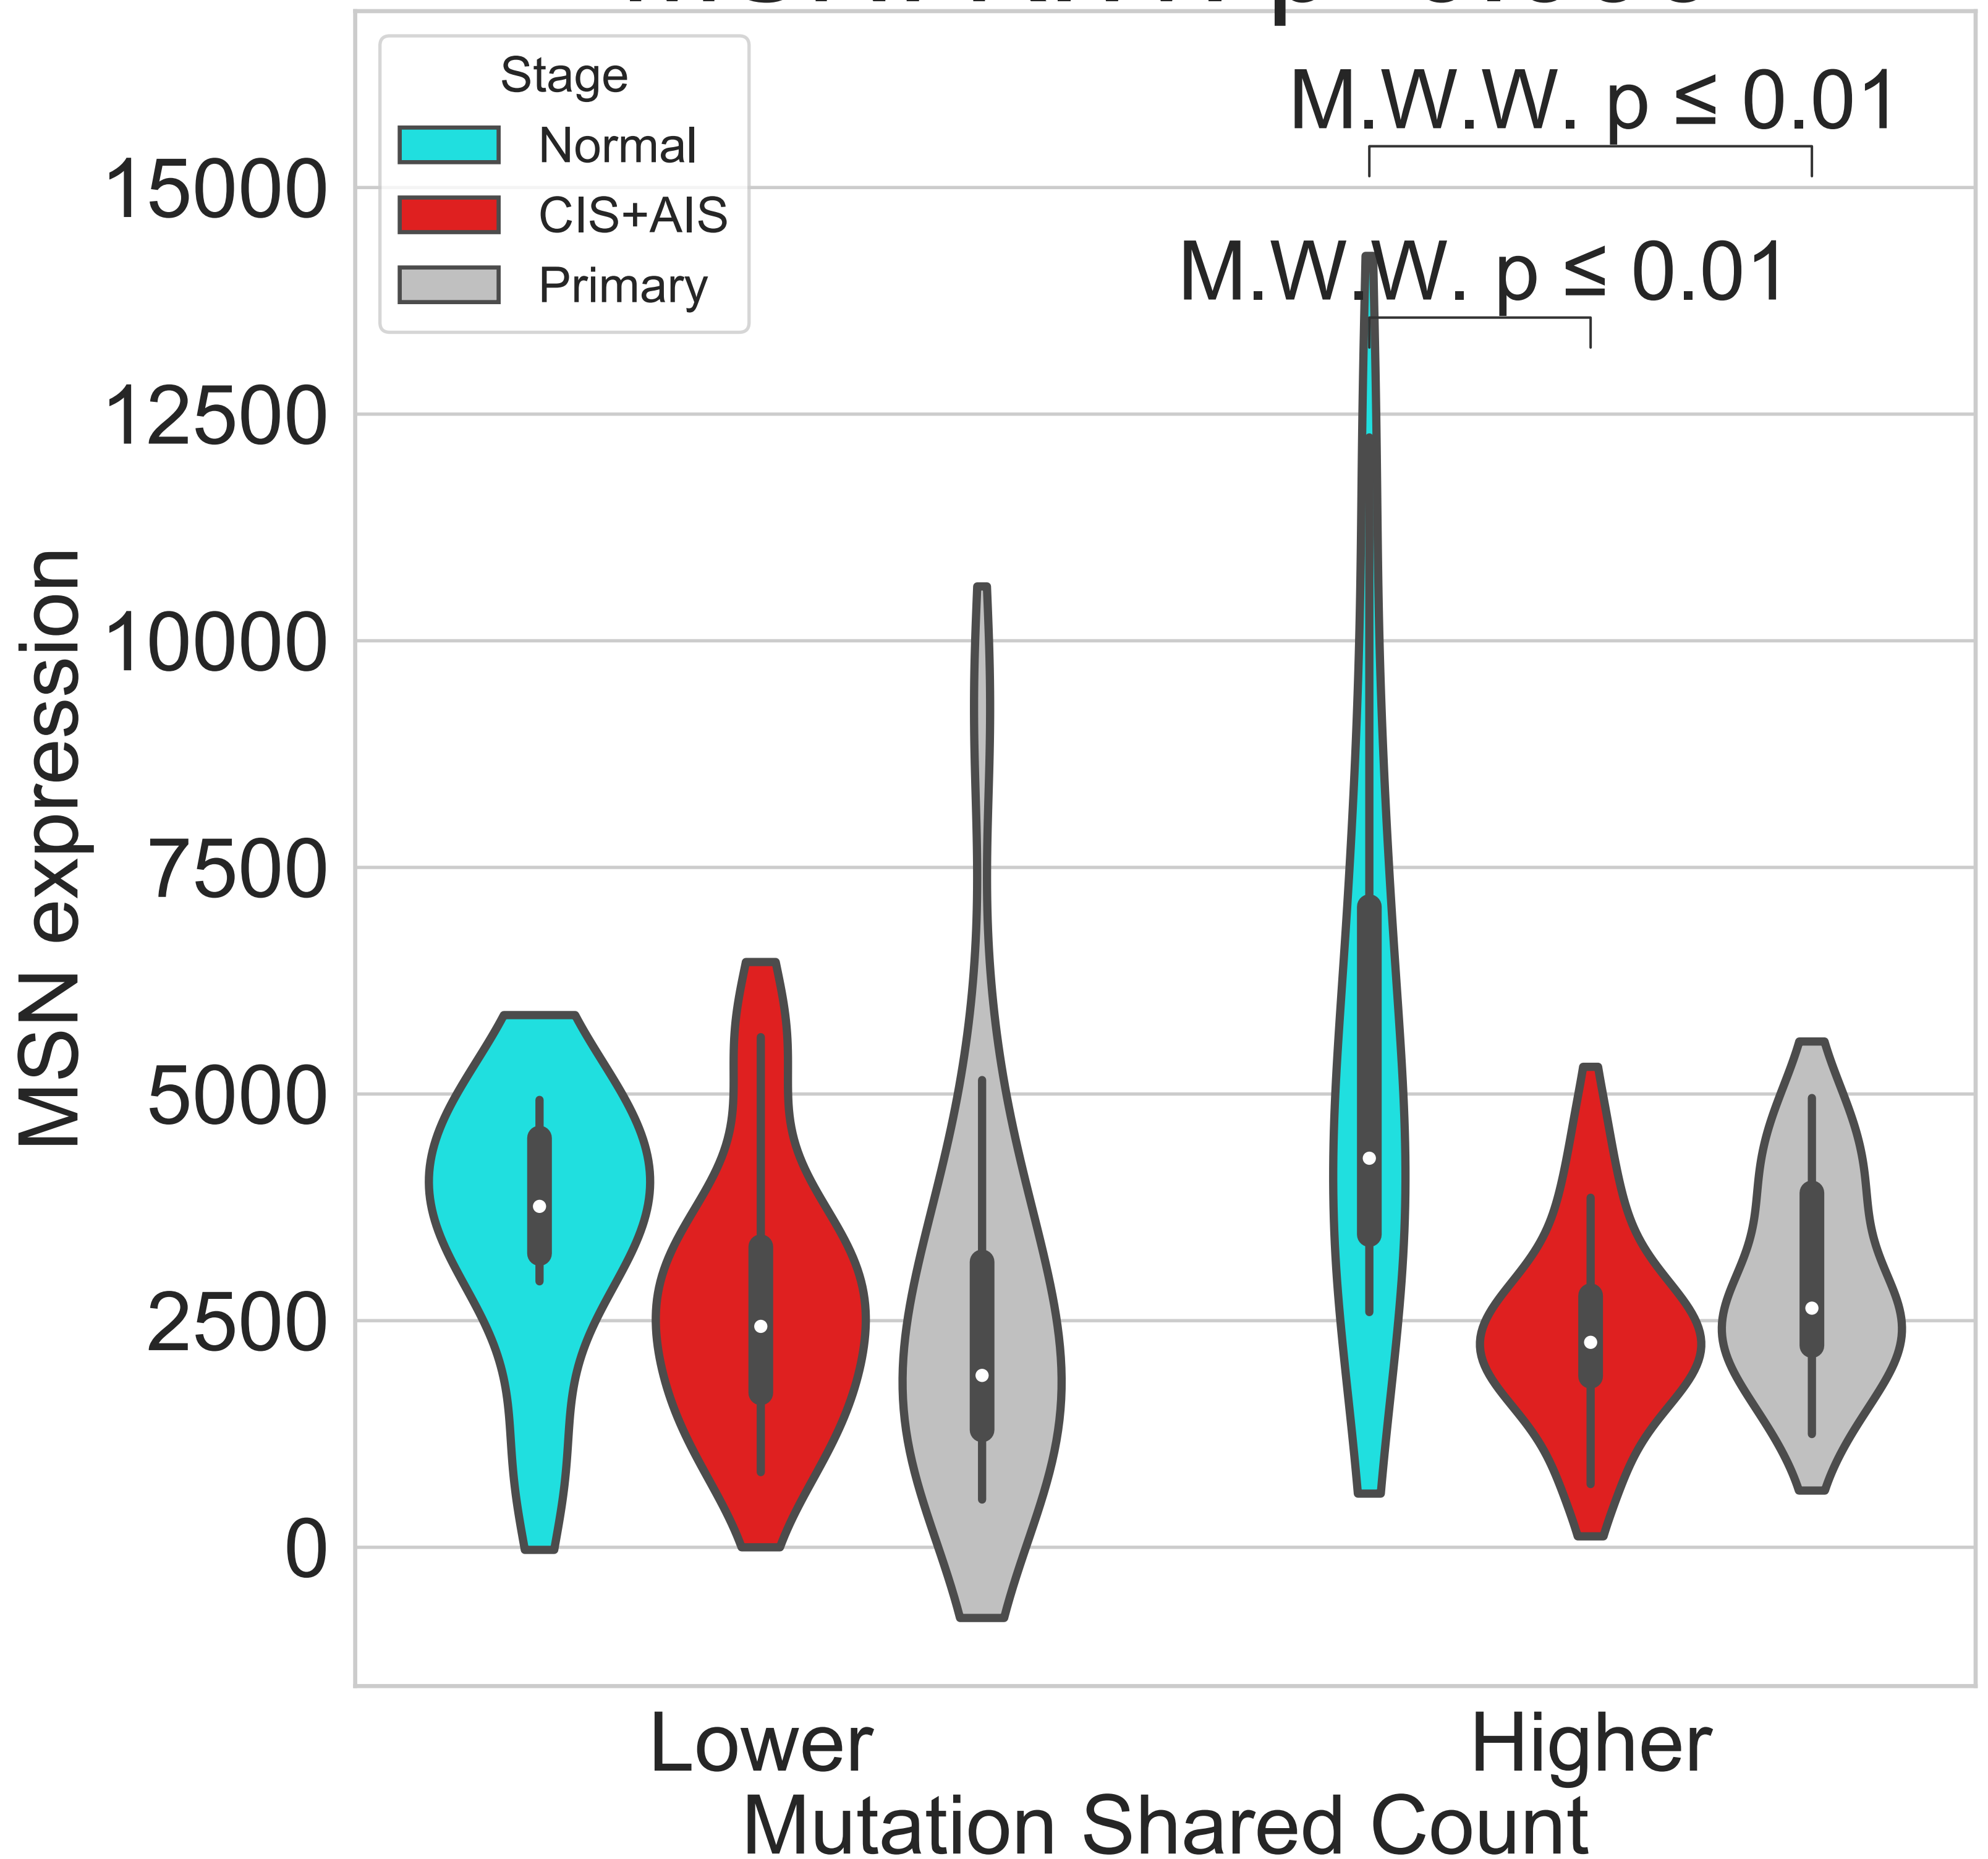 Stage
Normal
CIS+AIS
Primary
M.W.W. p ≤ 0.01
M.W.W. p ≤ 0.01
15000
12500
10000
7500
5000
2500
0
MSN expression
Lower
Higher
Mutation Shared Count